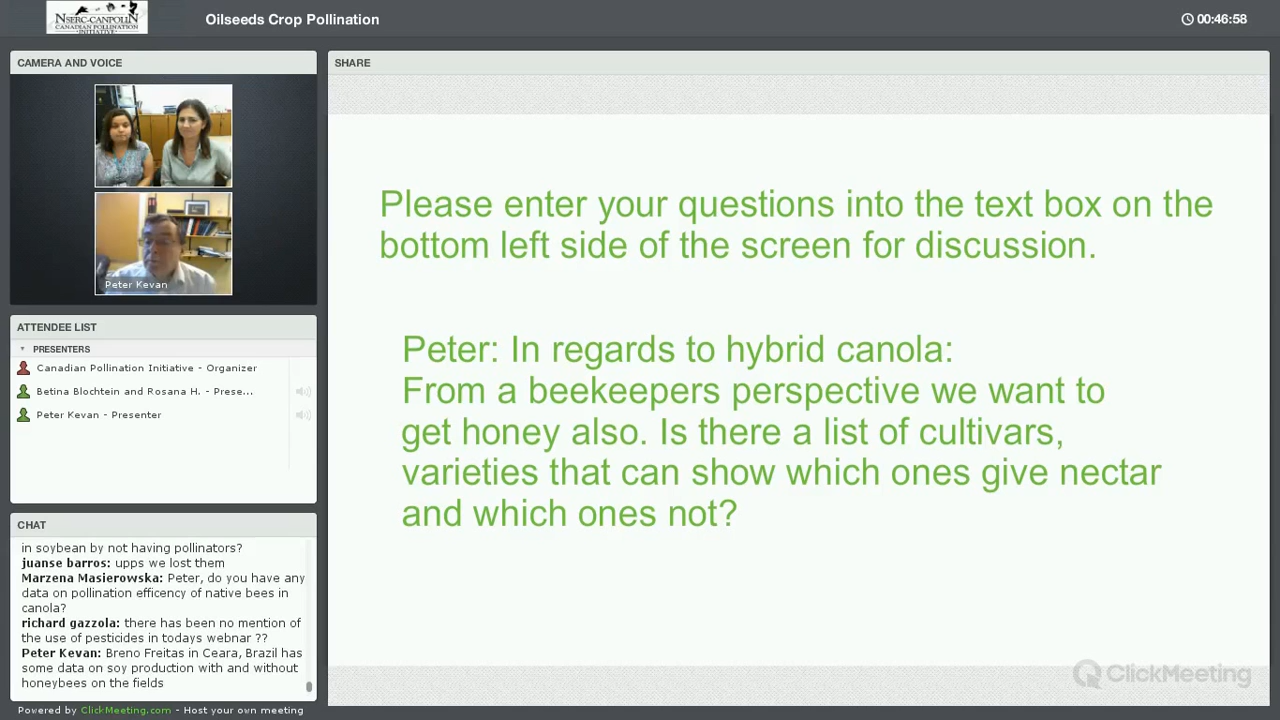 NSERC-CANPOLIN
CANADIAN POLLINATION
INITIATIVE
Oilseeds Crop Pollination
00:46:58
CAMERA AND VOICE
Peter Kevan
ATTENDEE LIST
PRESENTERS
Canadian Pollination Initiative - Organizer
Betina Blochtein and Rosana H. - Prese...
Peter Kevan - Presenter
CHAT
in soybean by not having pollinators?
juanse barros: upps we lost them
Marzena Masierowska: Peter, do you have any
data on pollination efficency of native bees in
canola?
richard gazzola: there has been no mention of
the use of pesticides in todays webnar ??
Peter Kevan: Breno Freitas in Ceara, Brazil has
some data on soy production with and without
honeybees on the fields
Powered by ClickMeeting.com - Host your own meeting
SHARE
Please enter your questions into the text box on the
bottom left side of the screen for discussion.
Peter: In regards to hybrid canola:
From a beekeepers perspective we want to
get honey also. Is there a list of cultivars,
varieties that can show which ones give nectar
and which ones not?
ClickMeeting